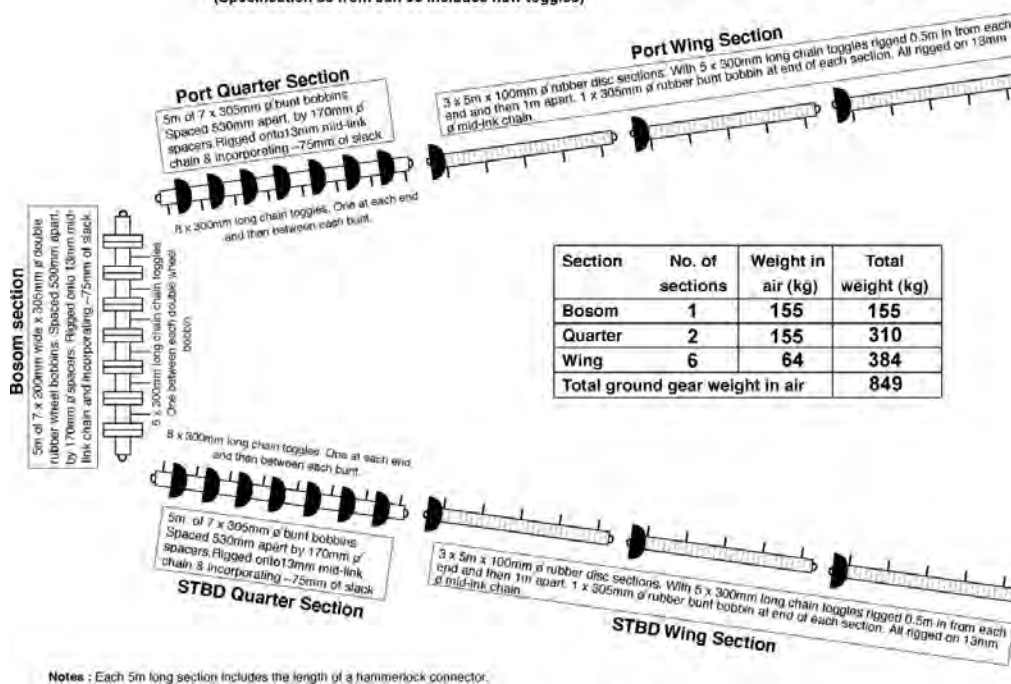 Port Quarter Section
5m of 7 x 305mm ø bunt bobbins
Spaced 530mm apart, by 170mm ø
spacers.Rigged onto13mm mid-link
chain & incorporating ~75mm of slack
8 x 300mm long chain toggles. One at each end
and then between each bunt.
Port Wing Section
3 x 5m x 100mm ø rubber disc sections. With 5 x 300mm long chain toggles rigged 0.5m in from each
end and then 1m apart. 1 x 305mm ø rubber bunt bobbin at end of each section. All rigged on 13mm
ø mid-link chain.
Bosom section
5m of 7 x 200mm wide x 305mm ø double
rubber wheel bobbins. Spaced 530mm apart,
by 170mm ø spacers. Rigged onto 13mm mid-
link chain and incorporating ~75mm of slack.
6 x 300mm long chain chain toggles
One between each double wheel
bobbin
Section No. of sections Weight in air (kg) Total weight (kg)
Bosom 1 155 155
Quarter 2 155 310
Wing 6 64 384
Total ground gear weight in air 849
8 x 300mm long chain toggles. One at each end
and then between each bunt.
5m of 7 x 305mm ø bunt bobbins
Spaced 530mm apart by 170mm ø
spacers.Rigged onto13mm mid-link
chain & incorporating ~75mm of slack
STBD Quarter Section
3 x 5m x 100mm ø rubber disc sections. With 5 x 300mm long chain toggles rigged 0.5m in from each
end and then 1m apart. 1 x 305mm ø rubber bunt bobbin at end of each section. All rigged on 13mm
ø mid-link chain.
STBD Wing Section
Notes : Each 5m long section includes the length of a hammerlock connector.